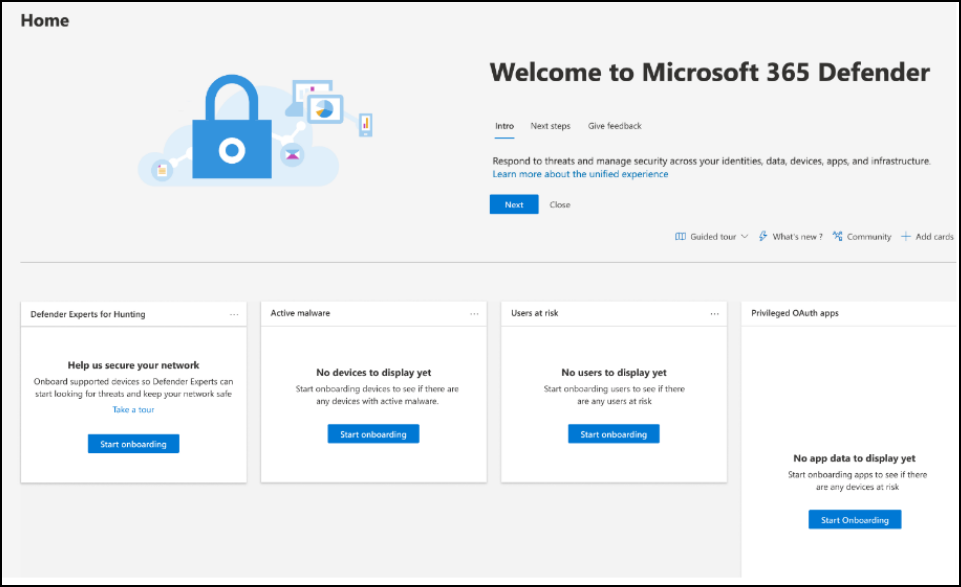 Home
Welcome to Microsoft 365 Defender
Intro Next steps Give feedback
Respond to threats and manage security across your identities, data, devices, apps, and infrastructure.
Learn more about the unified experience
Next Close
Guided tour What's new ? Community Add cards
Defender Experts for Hunting ...
Help us secure your network
Onboard supported devices so Defender Experts can
start looking for threats and keep your network safe
Take a tour
Start onboarding
Active malware ...
No devices to display yet
Start onboarding devices to see if there are
any devices with active malware.
Start onboarding
Users at risk ...
No users to display yet
Start onboarding users to see if there
are any users at risk
Start onboarding
Privileged OAuth apps
No app data to display yet
Start onboarding apps to see if there
are any devices at risk
Start Onboarding